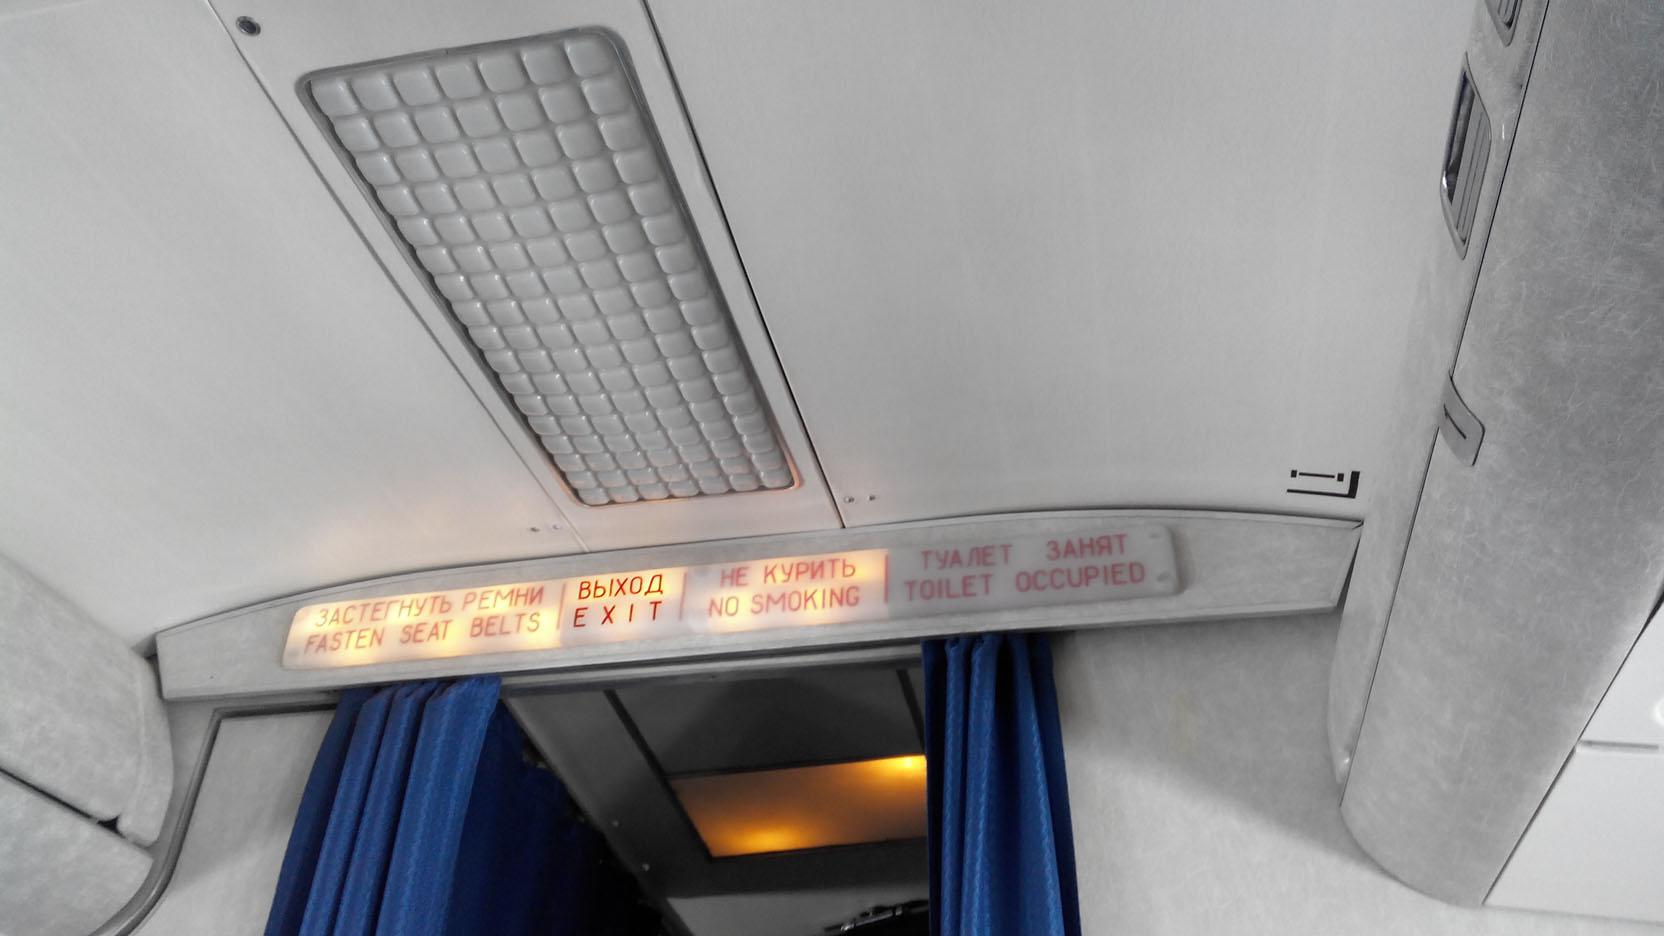 ЗАСТЕГНУТЬ РЕМНИ
FASTEN SEAT BELTS
ВЫХОД
EXIT
НЕ КУРИТЬ
NO SMOKING
ТУАЛЕТ ЗАНЯТ
TOILET OCCUPIED